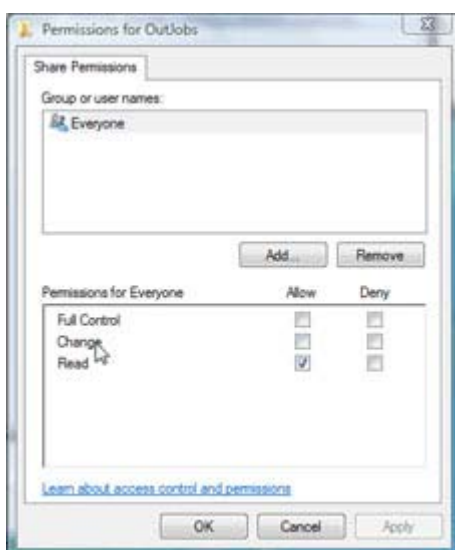 Permissions for OutJobs
Share Permissions
Group or user names:
Everyone
Add... Remove
Permissions for Everyone Allow Deny
Full Control
Change
Read
Learn about access control and permissions
OK Cancel Apply